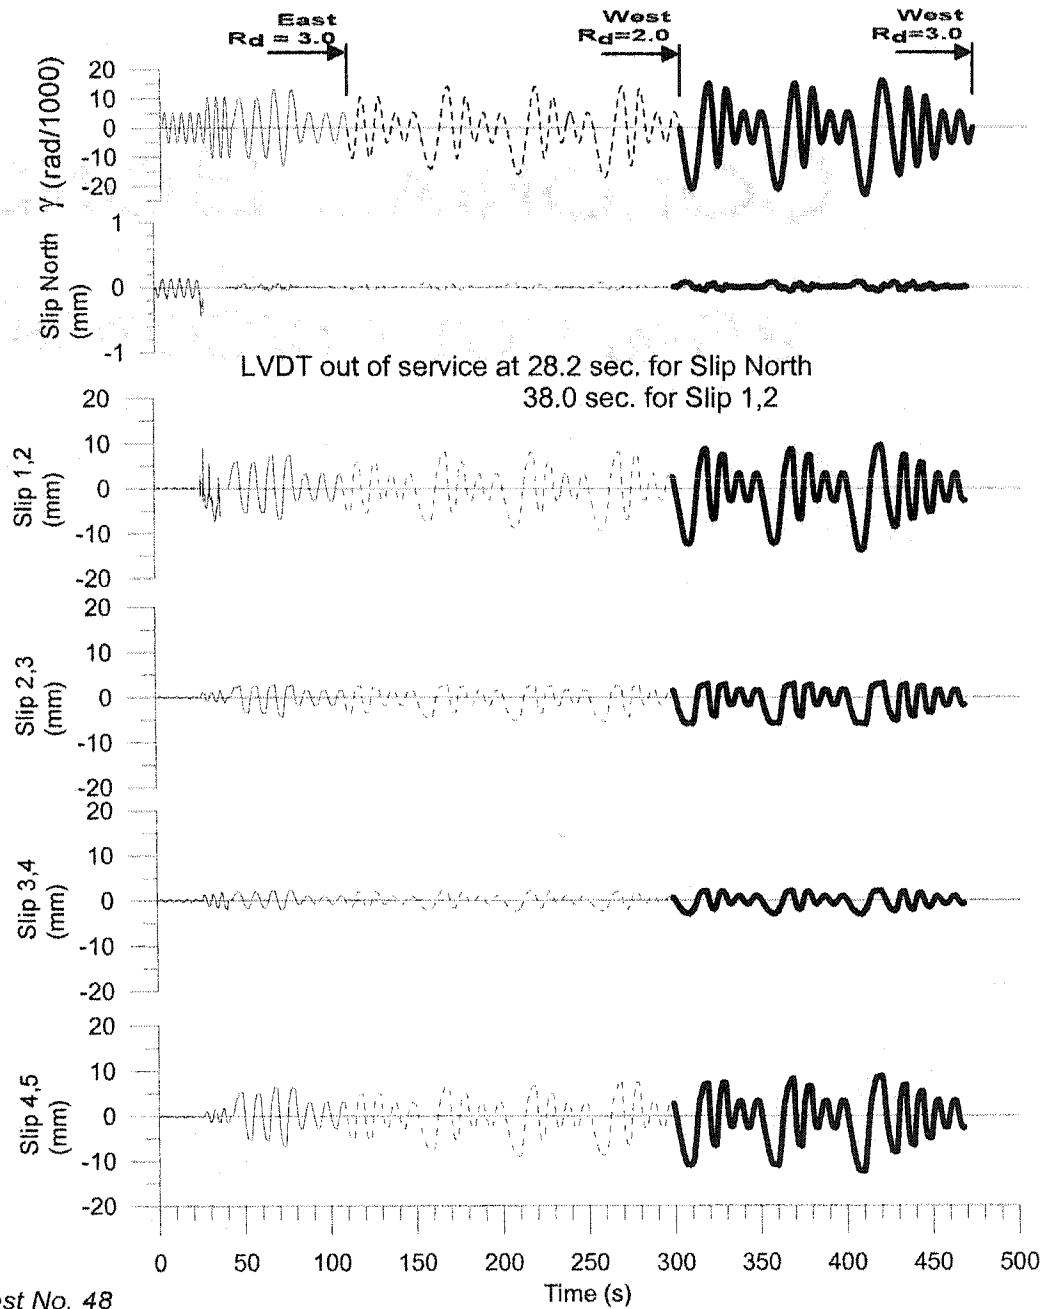 East
Rd = 3.0
West
Rd=2.0
West
Rd=3.0
γ (rad/1000)
20
10
0
-10
-20
Slip North
(mm)
1
0
-1
LVDT out of service at 28.2 sec. for Slip North
38.0 sec. for Slip 1,2
Slip 1,2
(mm)
20
10
0
-10
-20
Slip 2,3
(mm)
20
10
0
-10
-20
Slip 3,4
(mm)
20
10
0
-10
-20
Slip 4,5
(mm)
20
10
0
-10
-20
0 50 100 150 200 250 300 350 400 450 500
Time (s)
st No. 48